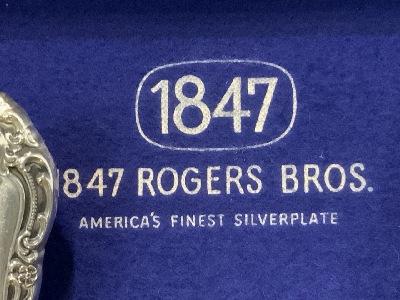 1847
1847 ROGERS BROS.
AMERICA'S FINEST SILVERPLATE